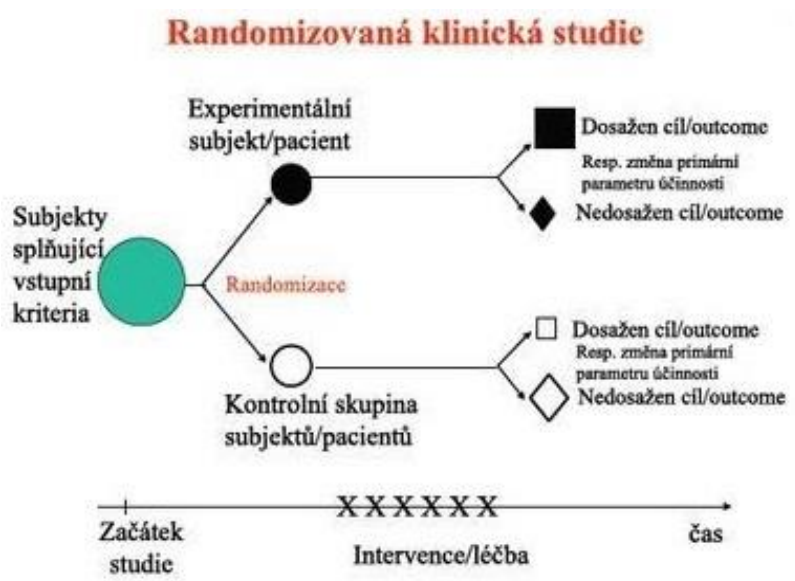 Randomizovaná klinická studie
Experimentální
subjekt/pacient
Dosažen cíl/outcome
Resp. změna primární
parametru účinnosti
Nedosažen cíl/outcome
Subjekty
splňující
vstupní
kriteria
Randomizace
Dosažen cíl/outcome
Resp. změna primární
parametru účinnosti
Nedosažen cíl/outcome
Kontrolní skupina
subjektů/pacientů
X X X X X X
Začátek
studie
Intervence/léčba
čas